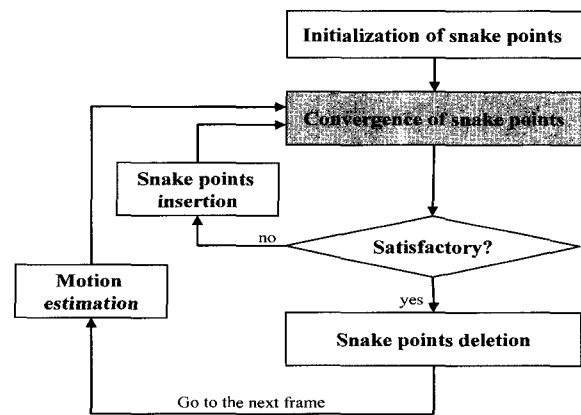 Initialization of snake points
Convergence of snake points
Snake points
insertion
no
Satisfactory?
Motion
estimation
yes
Snake points deletion
Go to the next frame